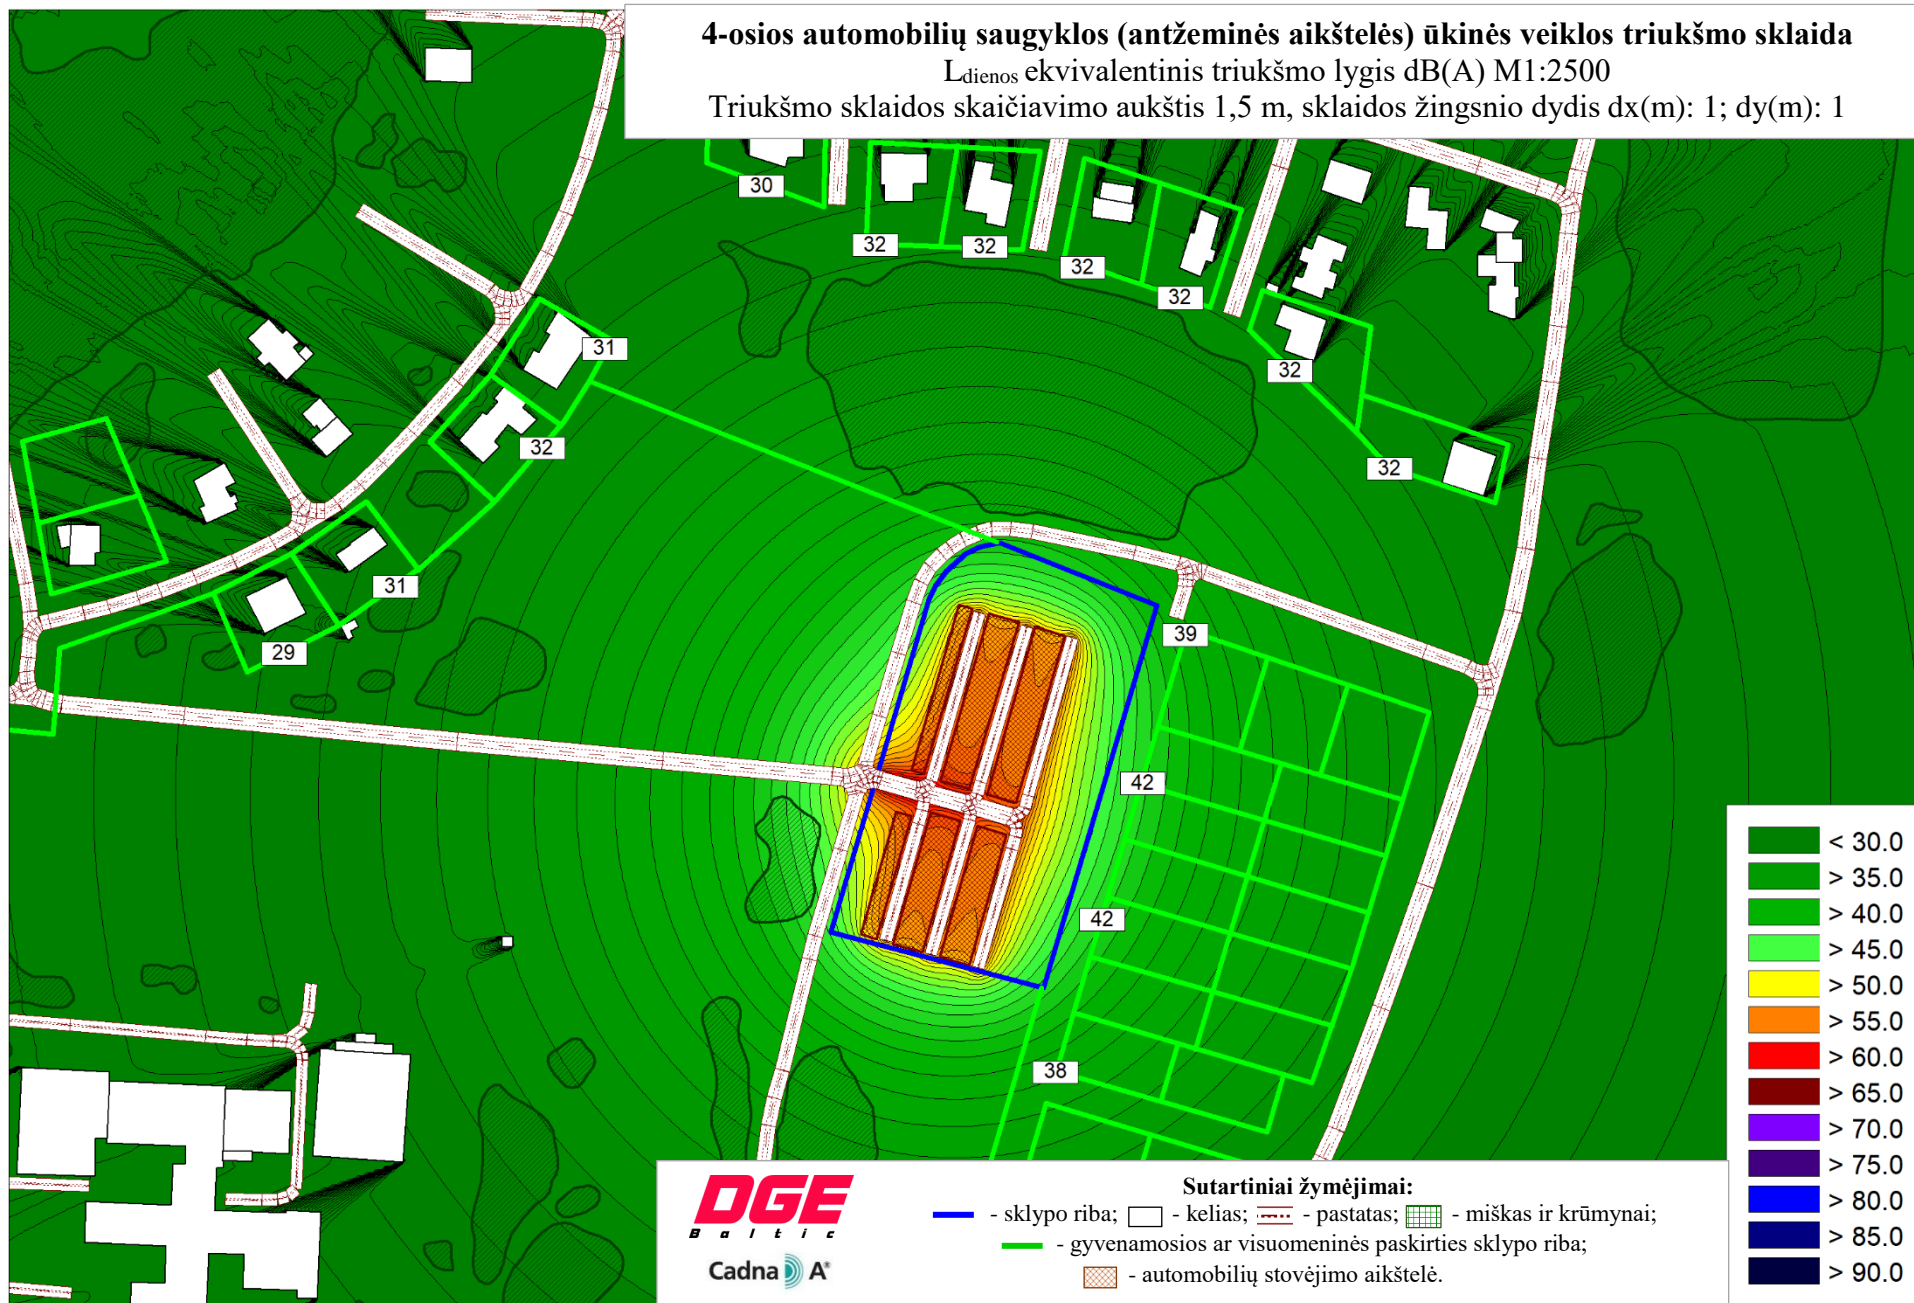 4-osios automobilių saugyklos (antžeminės aikštelės) ūkinės veiklos triukšmo sklaida
Ldienos ekvivalentinis triukšmo lygis dB(A) M1:2500
Triukšmo sklaidos skaičiavimo aukštis 1,5 m, sklaidos žingsnio dydis dx(m): 1; dy(m): 1
30
32
32
32
32
31
32
32
32
31
29
39
42
42
38
< 30.0
> 35.0
> 40.0
> 45.0
> 50.0
> 55.0
> 60.0
> 65.0
> 70.0
> 75.0
> 80.0
> 85.0
> 90.0
DGE
Baltic
Cadna A®
Sutartiniai žymėjimai:
- sklypo riba; - kelias; - pastatas; - miškas ir krūmynai;
- gyvenamosios ar visuomeninės paskirties sklypo riba;
- automobilių stovėjimo aikštelė.